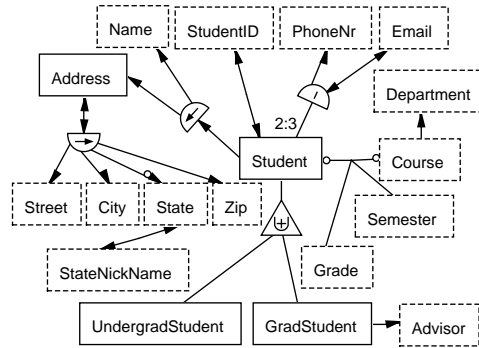 Name StudentID PhoneNr Email
Address
Department
2:3
Student Course
Street City State Zip
Semester
StateNickName Grade
UndergradStudent GradStudent Advisor